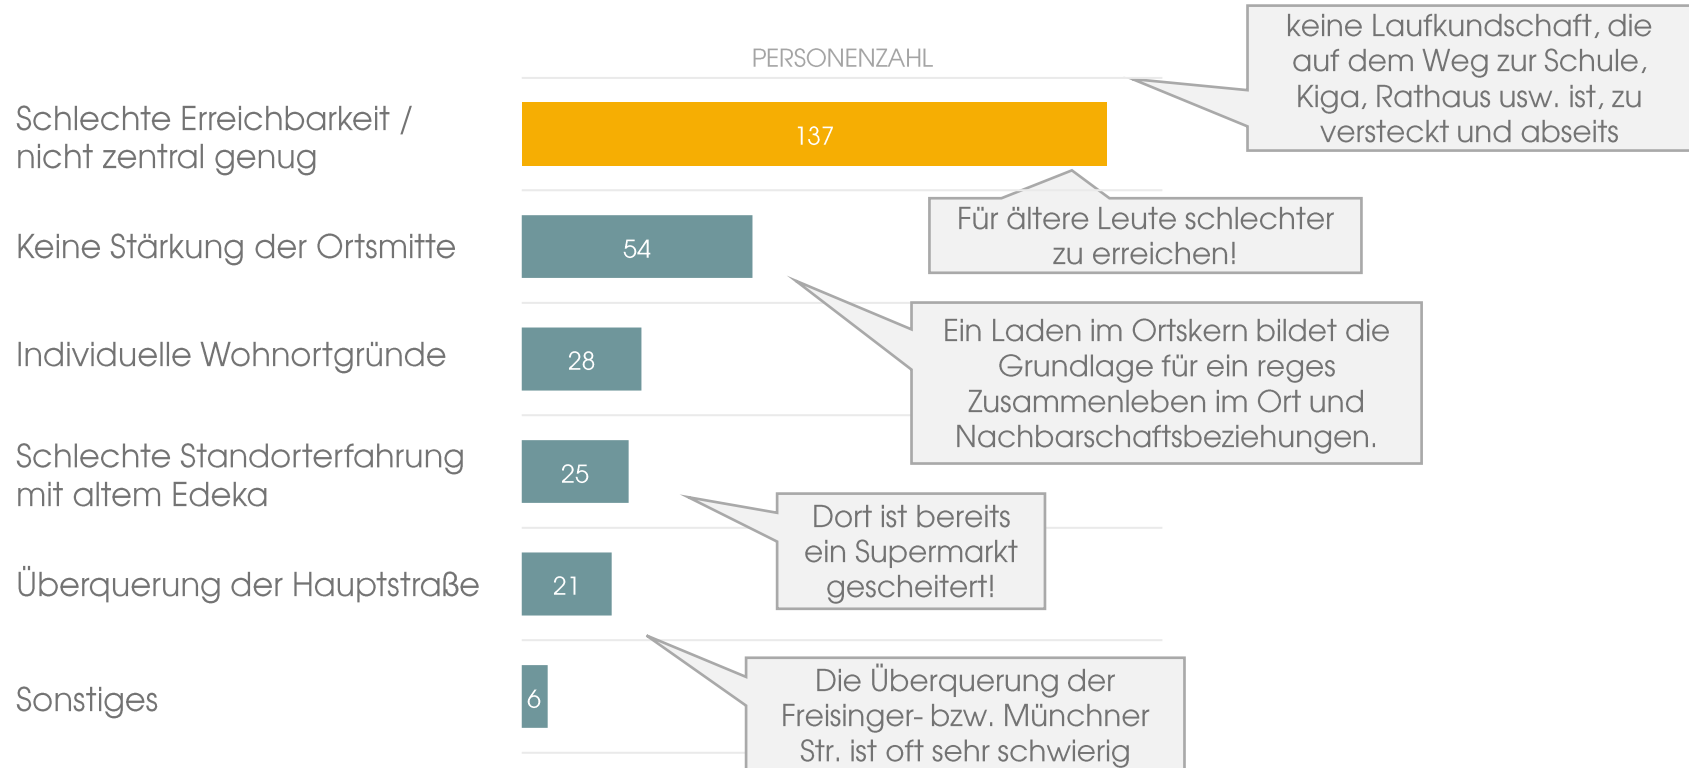 keine Laufkundschaft, die
auf dem Weg zur Schule,
Kiga, Rathaus usw. ist, zu
versteckt und abseits
PERSONENZAHL
Schlechte Erreichbarkeit /
nicht zentral genug
137
Für ältere Leute schlechter
zu erreichen!
Keine Stärkung der Ortsmitte
54
Ein Laden im Ortskern bildet die
Grundlage für ein reges
Zusammenleben im Ort und
Nachbarschaftsbeziehungen.
Individuelle Wohnortgründe
28
Schlechte Standorterfahrung
mit altem Edeka
25
Dort ist bereits
ein Supermarkt
gescheitert!
Überquerung der Hauptstraße
21
Die Überquerung der
Freisinger- bzw. Münchner
Str. ist oft sehr schwierig
Sonstiges
6